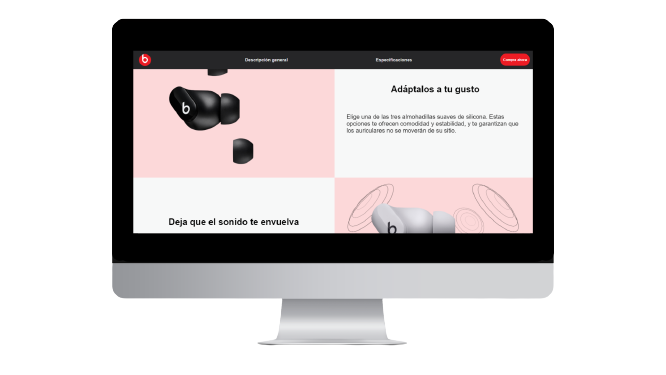 b
Descripción general
Especificaciones
Compra ahora
b
Adáptalos a tu gusto
Elige una de las tres almohadillas suaves de silicona. Estas
opciones te ofrecen comodidad y estabilidad, y te garantizan que
los auriculares no se moverán de su sitio.
Deja que el sonido te envuelva
b